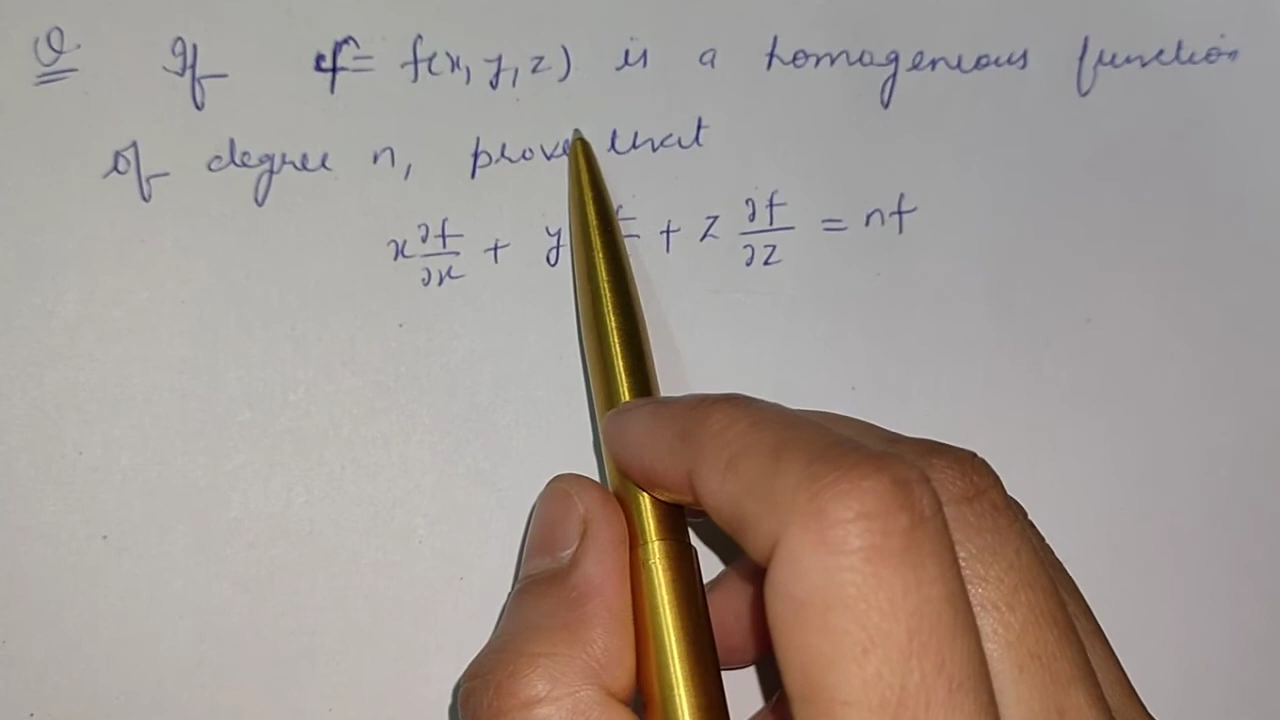 Q If f = f(x, y, z) is a homogeneous function
of degree n, prove that
x ∂f/∂x + y + z ∂f/∂z = nf